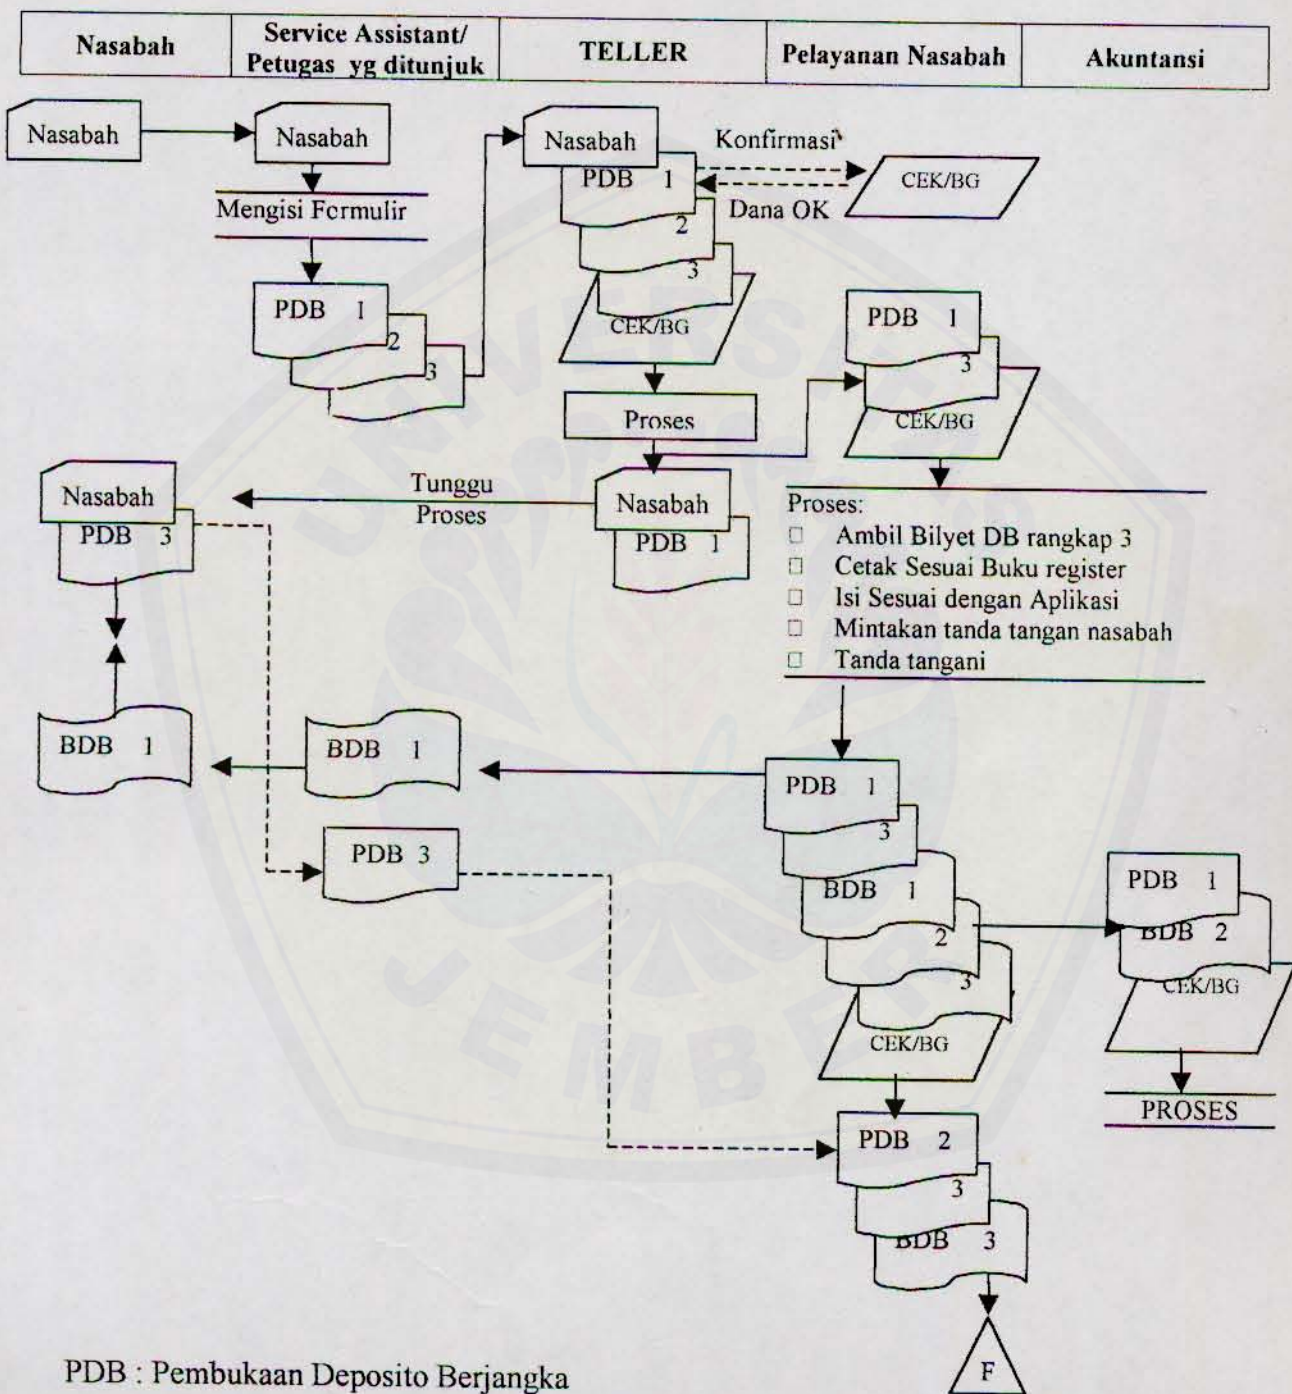 Nasabah
Service Assistant/
Petugas yg ditunjuk
TELLER
Pelayanan Nasabah
Akuntansi
Nasabah
Nasabah
Mengisi Formulir
PDB 1
2
3
Nasabah
PDB 1
2
3
CEK/BG
Konfirmasi
Dana OK
CEK/BG
Proses
PDB 1
3
CEK/BG
Nasabah
PDB 3
Tunggu
Proses
Nasabah
PDB 1
Proses:
Ambil Bilyet DB rangkap 3
Cetak Sesuai Buku register
Isi Sesuai dengan Aplikasi
Mintakan tanda tangan nasabah
Tanda tangani
BDB 1
BDB 1
PDB 3
PDB 1
3
BDB 1
2
3
CEK/BG
PDB 1
BDB 2
CEK/BG
PROSES
PDB 2
3
BDB 3
F
PDB : Pembukaan Deposito Berjangka
UNIVERSITAS
JEMBER